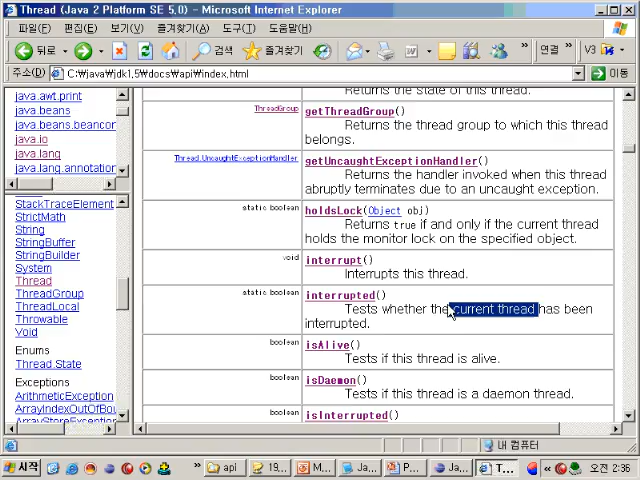 Thread (Java 2 Platform SE 5,0) - Microsoft Internet Explorer
파일(F) 편집(E) 보기(V) 즐겨찾기(A) 도구(T) 도움말(H)
뒤로 검색 즐겨찾기 연결 V3
주소(D) C:₩java₩jdk1,5₩docs₩api₩index,html 이동
java.awt.print
java.beans
java.beans.beancon
java.io
java.lang
java.lang.annotation
StackTraceElement
StrictMath
String
StringBuffer
StringBuilder
System
Thread
ThreadGroup
ThreadLocal
Throwable
Void
Enums
Thread.State
Exceptions
ArithmeticException
ArrayIndexOutOfBou
ArrayStoreException
Returns the state of this thread.
ThreadGroup getThreadGroup()
Returns the thread group to which this thread
belongs.
Thread.UncaughtExceptionHandler getUncaughtExceptionHandler()
Returns the handler invoked when this thread
abruptly terminates due to an uncaught exception.
static boolean holdsLock(Object obj)
Returns true if and only if the current thread
holds the monitor lock on the specified object.
void interrupt()
Interrupts this thread.
static boolean interrupted()
Tests whether the current thread has been
interrupted.
boolean isAlive()
Tests if this thread is alive.
boolean isDaemon()
Tests if this thread is a daemon thread.
boolean isInterrupted()
내 컴퓨터
시작 api 19... M... Ja... P... Ja... T... 오전 2:36